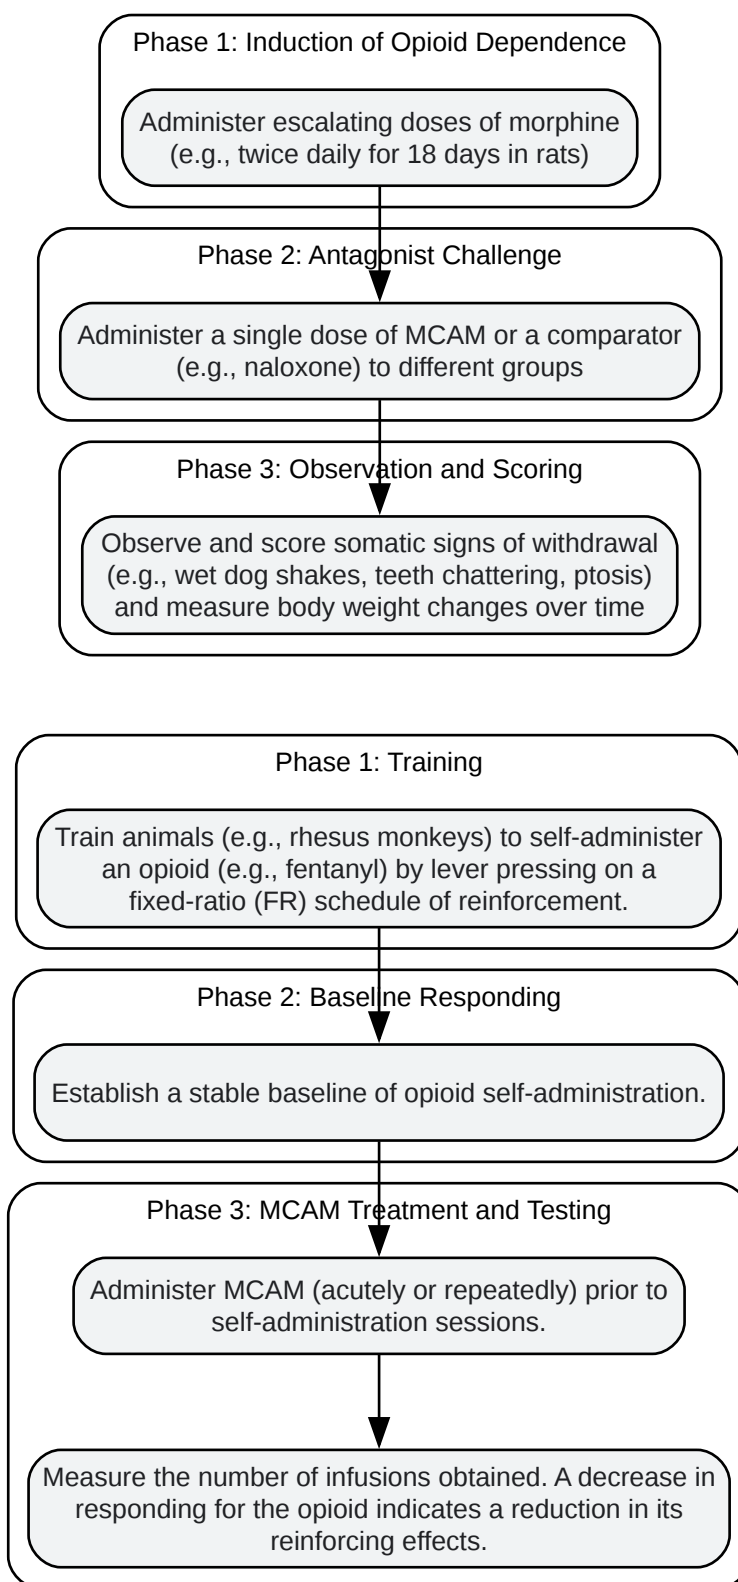 Phase 1: Induction of Opioid Dependence
Administer escalating doses of morphine
(e.g., twice daily for 18 days in rats)
Phase 2: Antagonist Challenge
Administer a single dose of MCAM or a comparator
(e.g., naloxone) to different groups
Phase 3: Observation and Scoring
Observe and score somatic signs of withdrawal
(e.g., wet dog shakes, teeth chattering, ptosis)
and measure body weight changes over time
Phase 1: Training
Train animals (e.g., rhesus monkeys) to self-administer
an opioid (e.g., fentanyl) by lever pressing on a
fixed-ratio (FR) schedule of reinforcement.
Phase 2: Baseline Responding
Establish a stable baseline of opioid self-administration.
Phase 3: MCAM Treatment and Testing
Administer MCAM (acutely or repeatedly) prior to
self-administration sessions.
Measure the number of infusions obtained. A decrease in
responding for the opioid indicates a reduction in its
reinforcing effects.